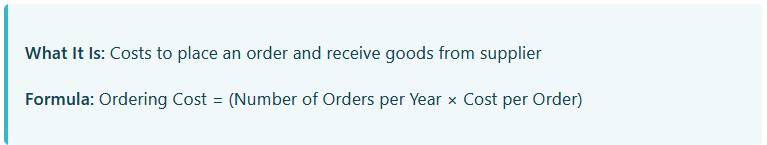 What It Is: Costs to place an order and receive goods from supplier
Formula: Ordering Cost = (Number of Orders per Year × Cost per Order)